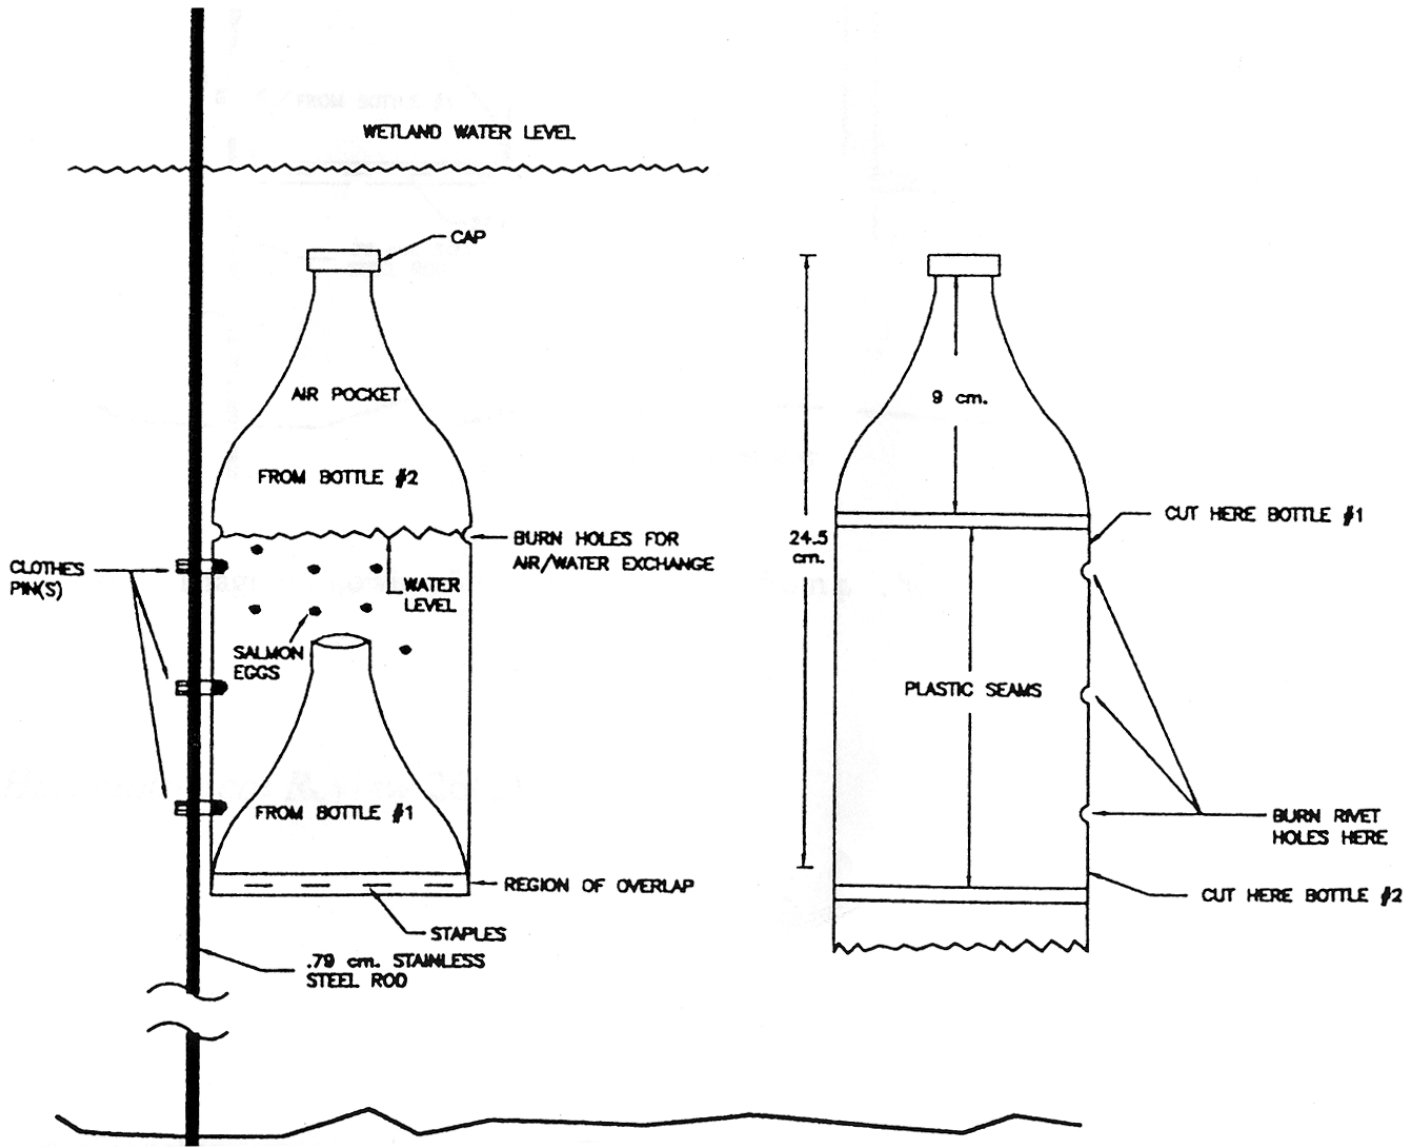 WETLAND WATER LEVEL
CAP
AIR POCKET
FROM BOTTLE #2
BURN HOLES FOR
AIR/WATER EXCHANGE
CLOTHES
PIN(S)
WATER
LEVEL
SALMON
EGGS
FROM BOTTLE #1
REGION OF OVERLAP
STAPLES
.79 cm. STAINLESS
STEEL ROD
9 cm.
24.5
cm.
CUT HERE BOTTLE #1
PLASTIC SEAMS
BURN RIVET
HOLES HERE
CUT HERE BOTTLE #2